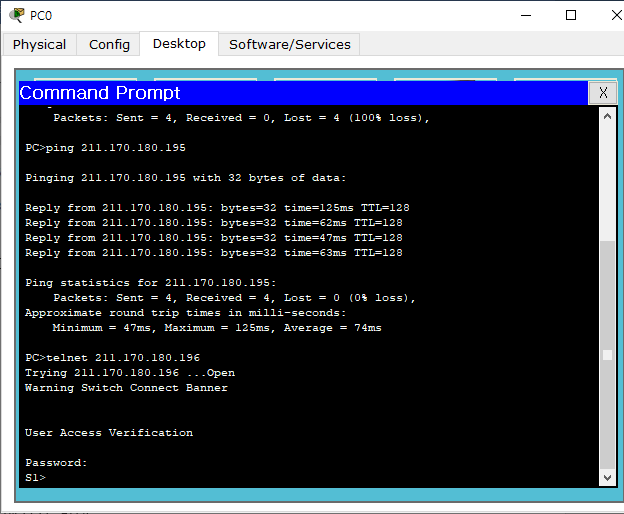 PC0
Physical Config Desktop Software/Services
Command Prompt X
Packets: Sent = 4, Received = 0, Lost = 4 (100% loss),
PC>ping 211.170.180.195
Pinging 211.170.180.195 with 32 bytes of data:
Reply from 211.170.180.195: bytes=32 time=125ms TTL=128
Reply from 211.170.180.195: bytes=32 time=62ms TTL=128
Reply from 211.170.180.195: bytes=32 time=47ms TTL=128
Reply from 211.170.180.195: bytes=32 time=63ms TTL=128
Ping statistics for 211.170.180.195:
Packets: Sent = 4, Received = 4, Lost = 0 (0% loss),
Approximate round trip times in milli-seconds:
Minimum = 47ms, Maximum = 125ms, Average = 74ms
PC>telnet 211.170.180.196
Trying 211.170.180.196 ...Open
Warning Switch Connect Banner
User Access Verification
Password:
S1>